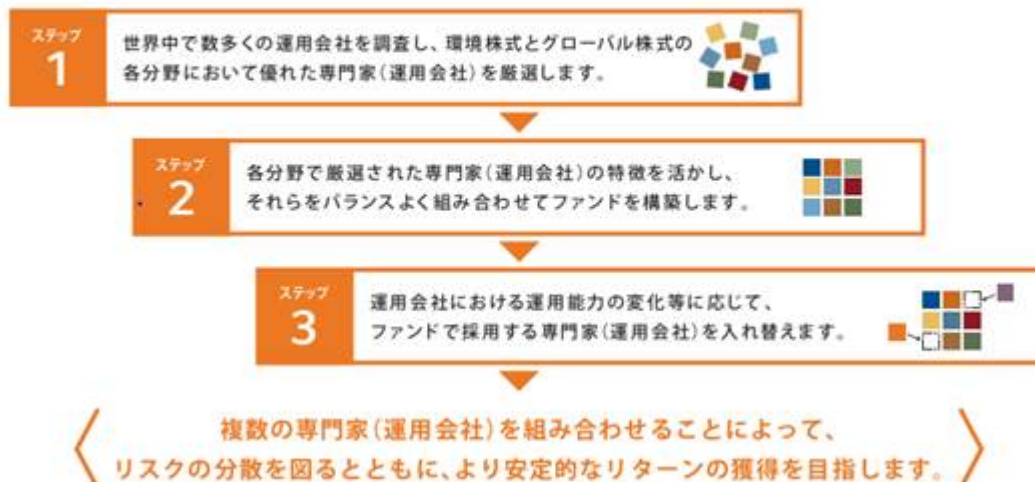 ステップ
1
世界中で数多くの運用会社を調査し、環境株式とグローバル株式の
各分野において優れた専門家(運用会社)を厳選します。
ステップ
2
各分野で厳選された専門家(運用会社)の特徴を活かし、
それらをバランスよく組み合わせてファンドを構築します。
ステップ
3
運用会社における運用能力の変化等に応じて、
ファンドで採用する専門家(運用会社)を入れ替えます。
複数の専門家(運用会社)を組み合わせることによって、
リスクの分散を図るとともに、より安定的なリターンの獲得を目指します。